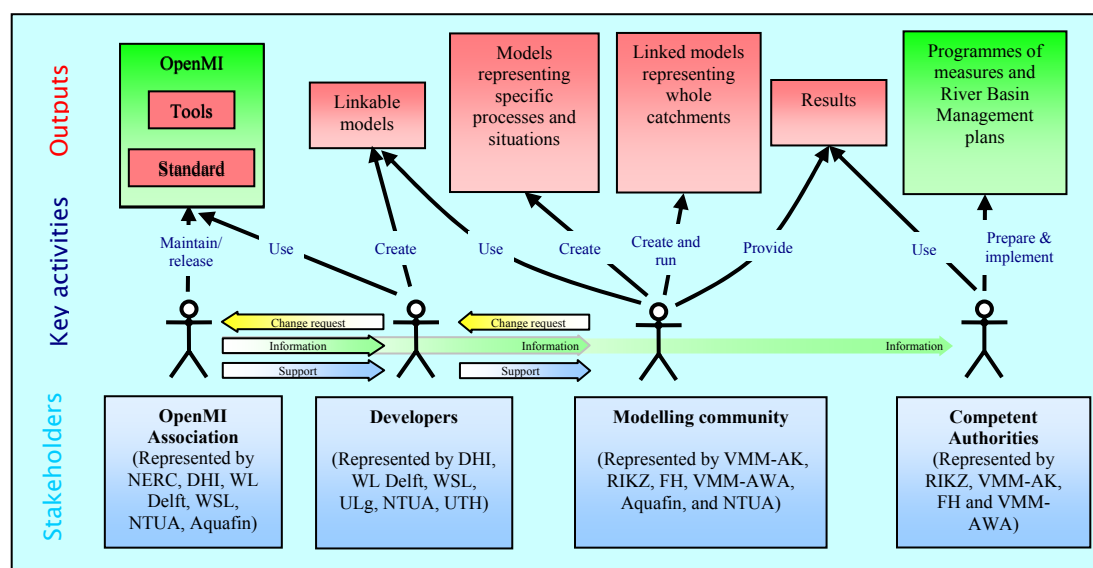 Outputs
OpenMI
Tools
Standard
Linkable
models
Models
representing
specific
processes and
situations
Linked models
representing
whole
catchments
Results
Programmes of
measures and
River Basin
Management
plans
Key activities
Maintain/
release
Use
Create
Use
Create
Create and
run
Provide
Use
Prepare &
implement
Change request
Change request
Information
Information
Information
Support
Support
Stakeholders
OpenMI
Association
(Represented by
NERC, DHI, WL
Delft, WSL,
NTUA, Aquafin)
Developers
(Represented by DHI,
WL Delft, WSL,
ULg, NTUA, UTH)
Modelling community
(Represented by VMM-AK,
RIKZ, FH, VMM-AWA,
Aquafin, and NTUA)
Competent
Authorities
(Represented by
RIKZ, VMM-AK,
FH and VMM-
AWA)